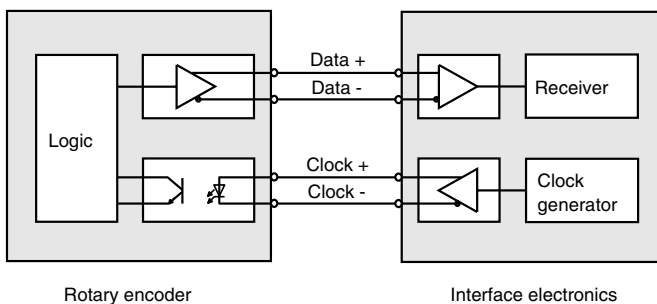 Data +
Data -
Receiver
Logic
Clock +
Clock -
Clock
generator
Rotary encoder
Interface electronics